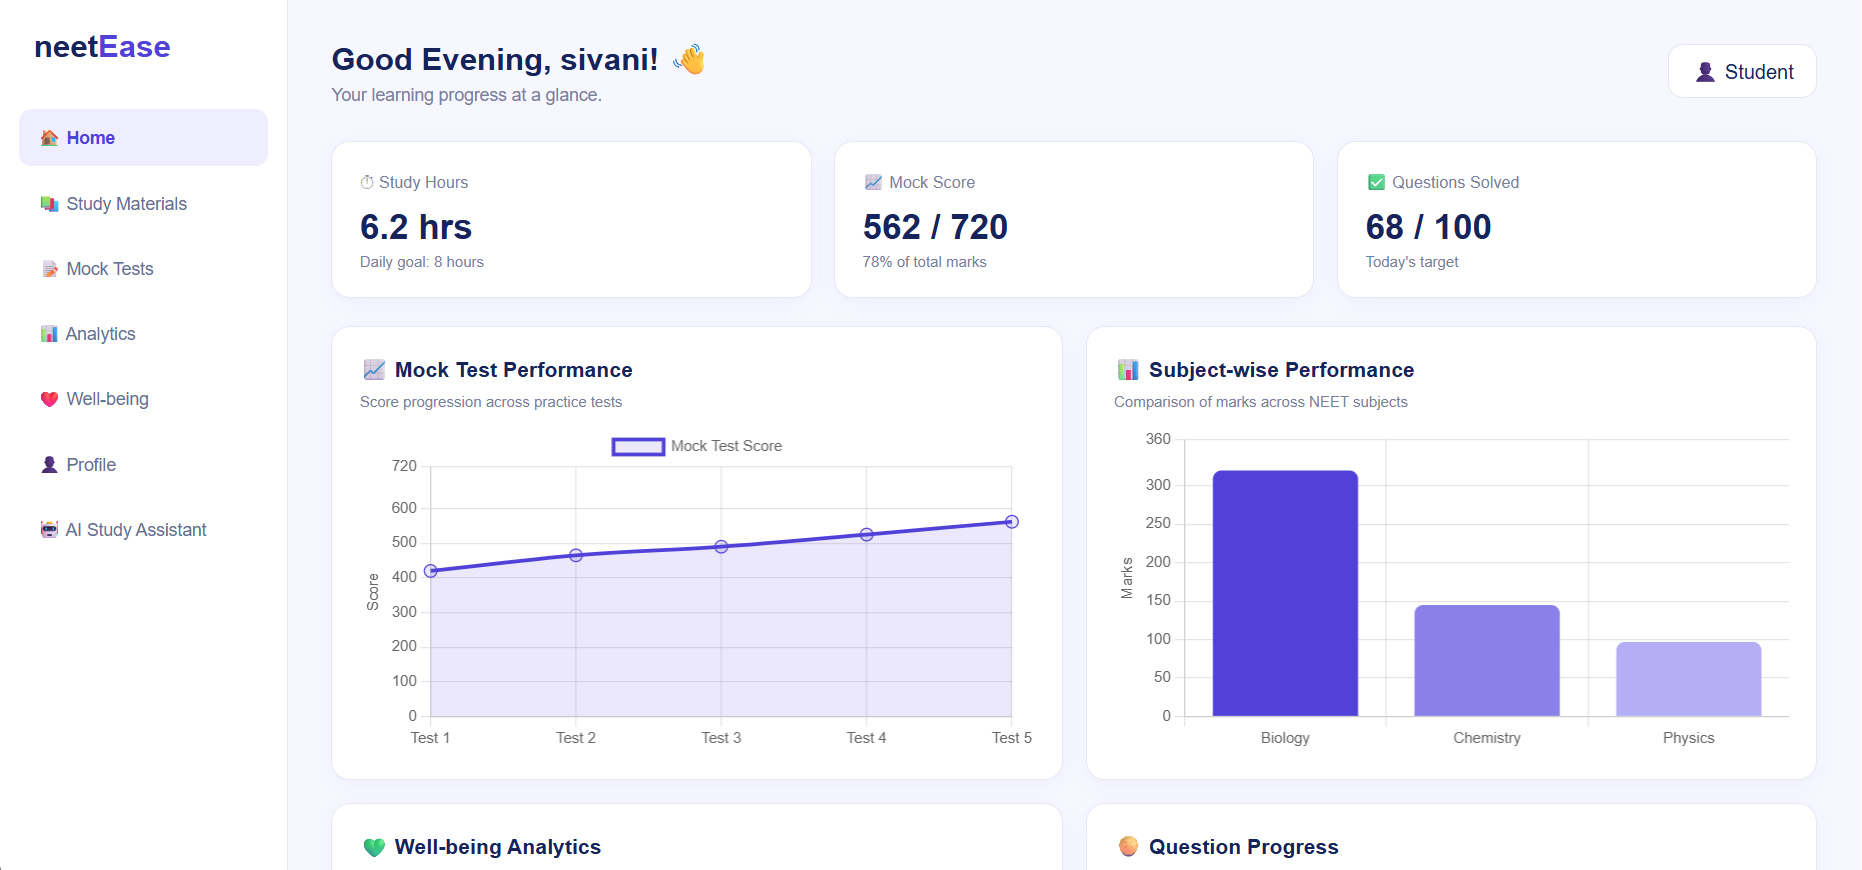 neetEase
Home
Study Materials
Mock Tests
Analytics
Well-being
Profile
AI Study Assistant
Good Evening, sivani! 👋
Your learning progress at a glance.
Student
Study Hours
6.2 hrs
Daily goal: 8 hours
Mock Score
562 / 720
78% of total marks
Questions Solved
68 / 100
Today's target
Mock Test Performance
Score progression across practice tests
Mock Test Score
720
600
500
400
300
200
100
0
Score
Test 1 Test 2 Test 3 Test 4 Test 5
Subject-wise Performance
Comparison of marks across NEET subjects
360
300
250
200
150
100
50
0
Marks
Biology Chemistry Physics
Well-being Analytics
Question Progress